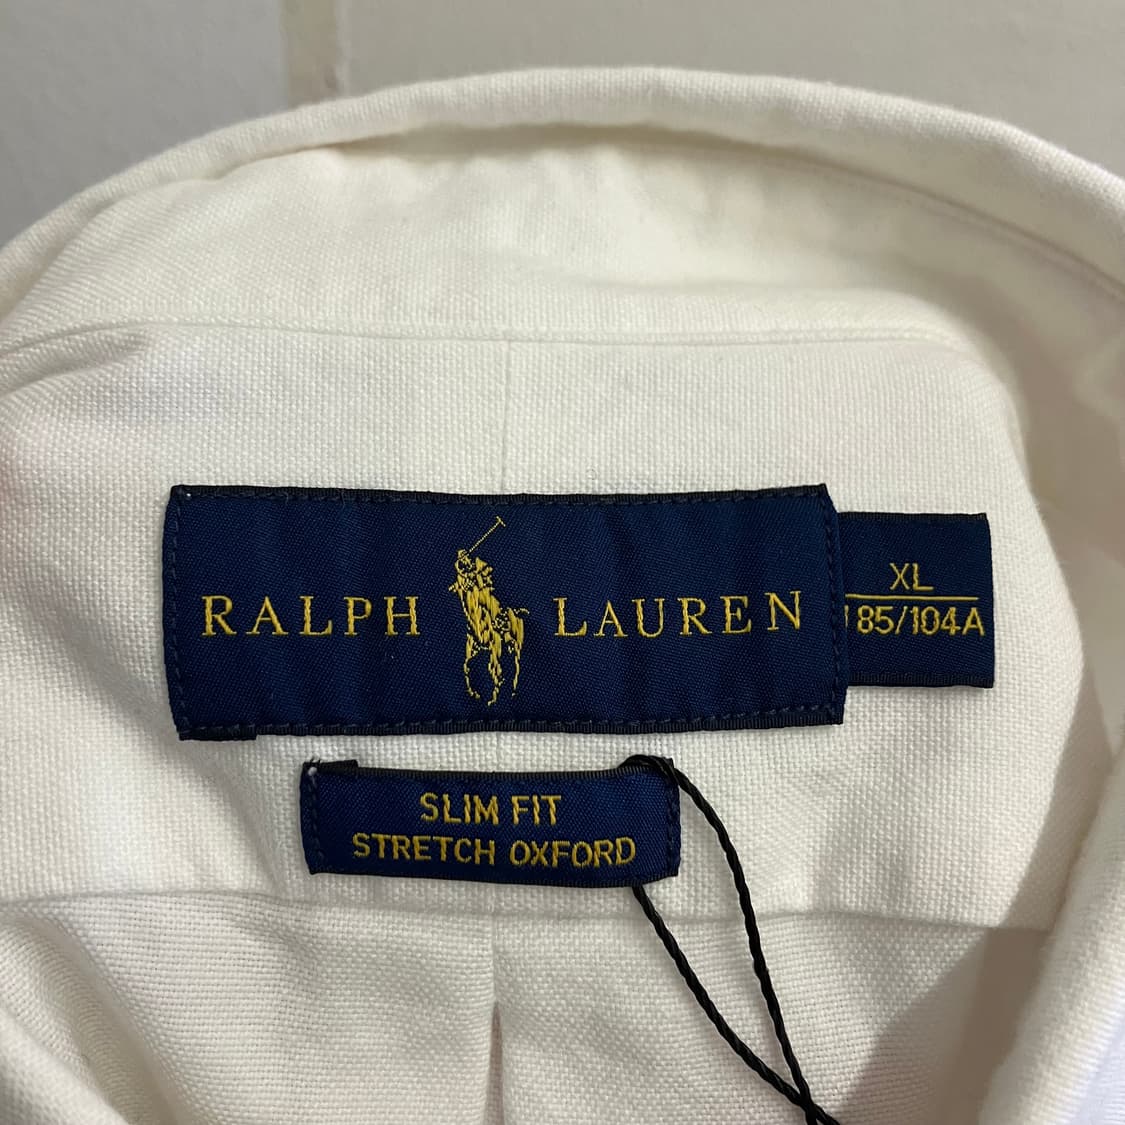 RALPH LAUREN
XL
185/104A
SLIM FIT
STRETCH OXFORD